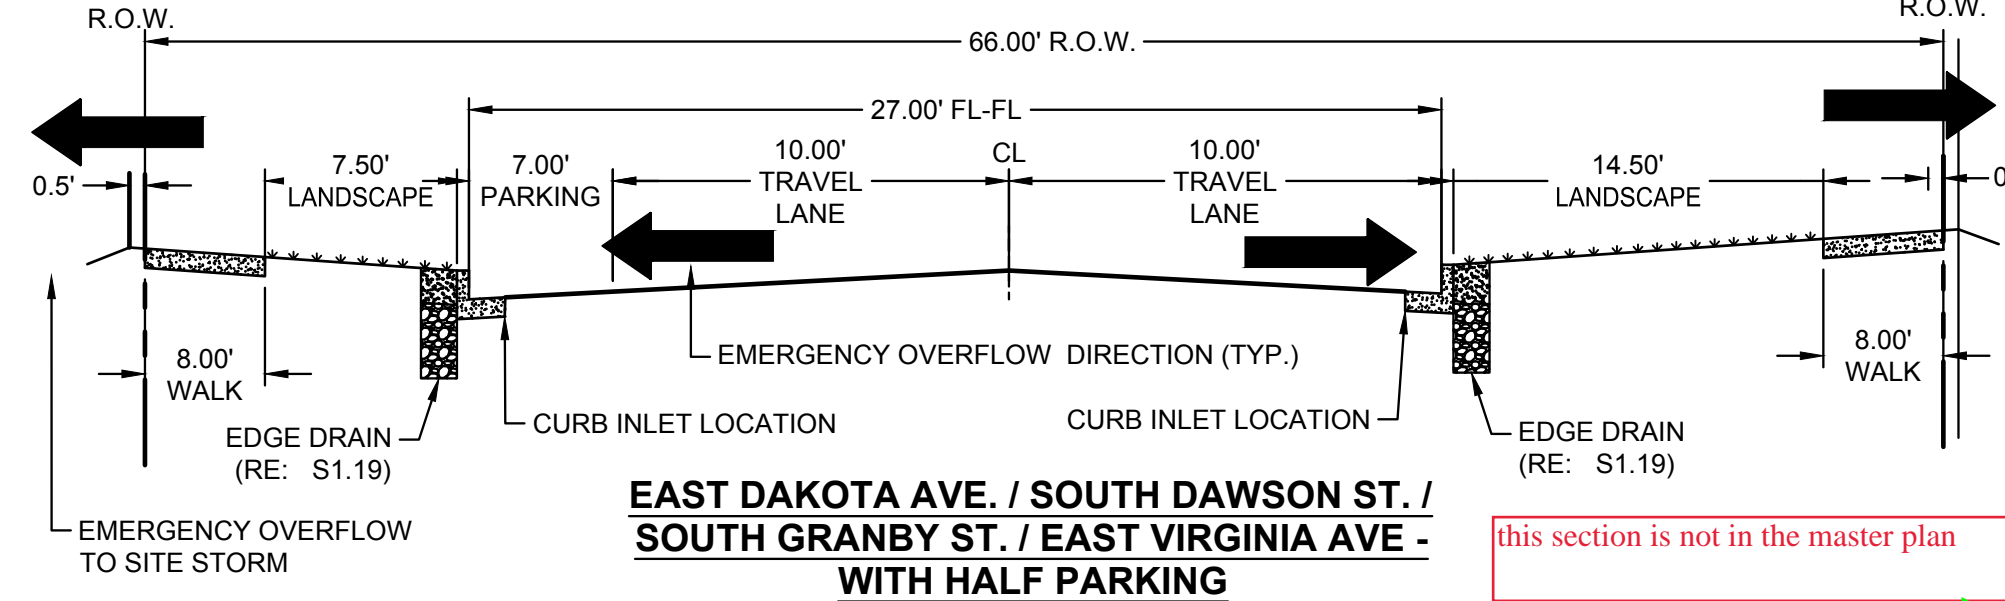 R.O.W.
R.O.W.
66.00' R.O.W.
27.00' FL-FL
0.5'
7.50'
LANDSCAPE
7.00'
PARKING
10.00'
TRAVEL
LANE
CL
10.00'
TRAVEL
LANE
14.50'
LANDSCAPE
0
8.00'
WALK
EMERGENCY OVERFLOW DIRECTION (TYP.)
8.00'
WALK
EDGE DRAIN
(RE: S1.19)
CURB INLET LOCATION
CURB INLET LOCATION
EDGE DRAIN
(RE: S1.19)
EMERGENCY OVERFLOW
TO SITE STORM
EAST DAKOTA AVE. / SOUTH DAWSON ST. /
SOUTH GRANBY ST. / EAST VIRGINIA AVE -
WITH HALF PARKING
this section is not in the master plan